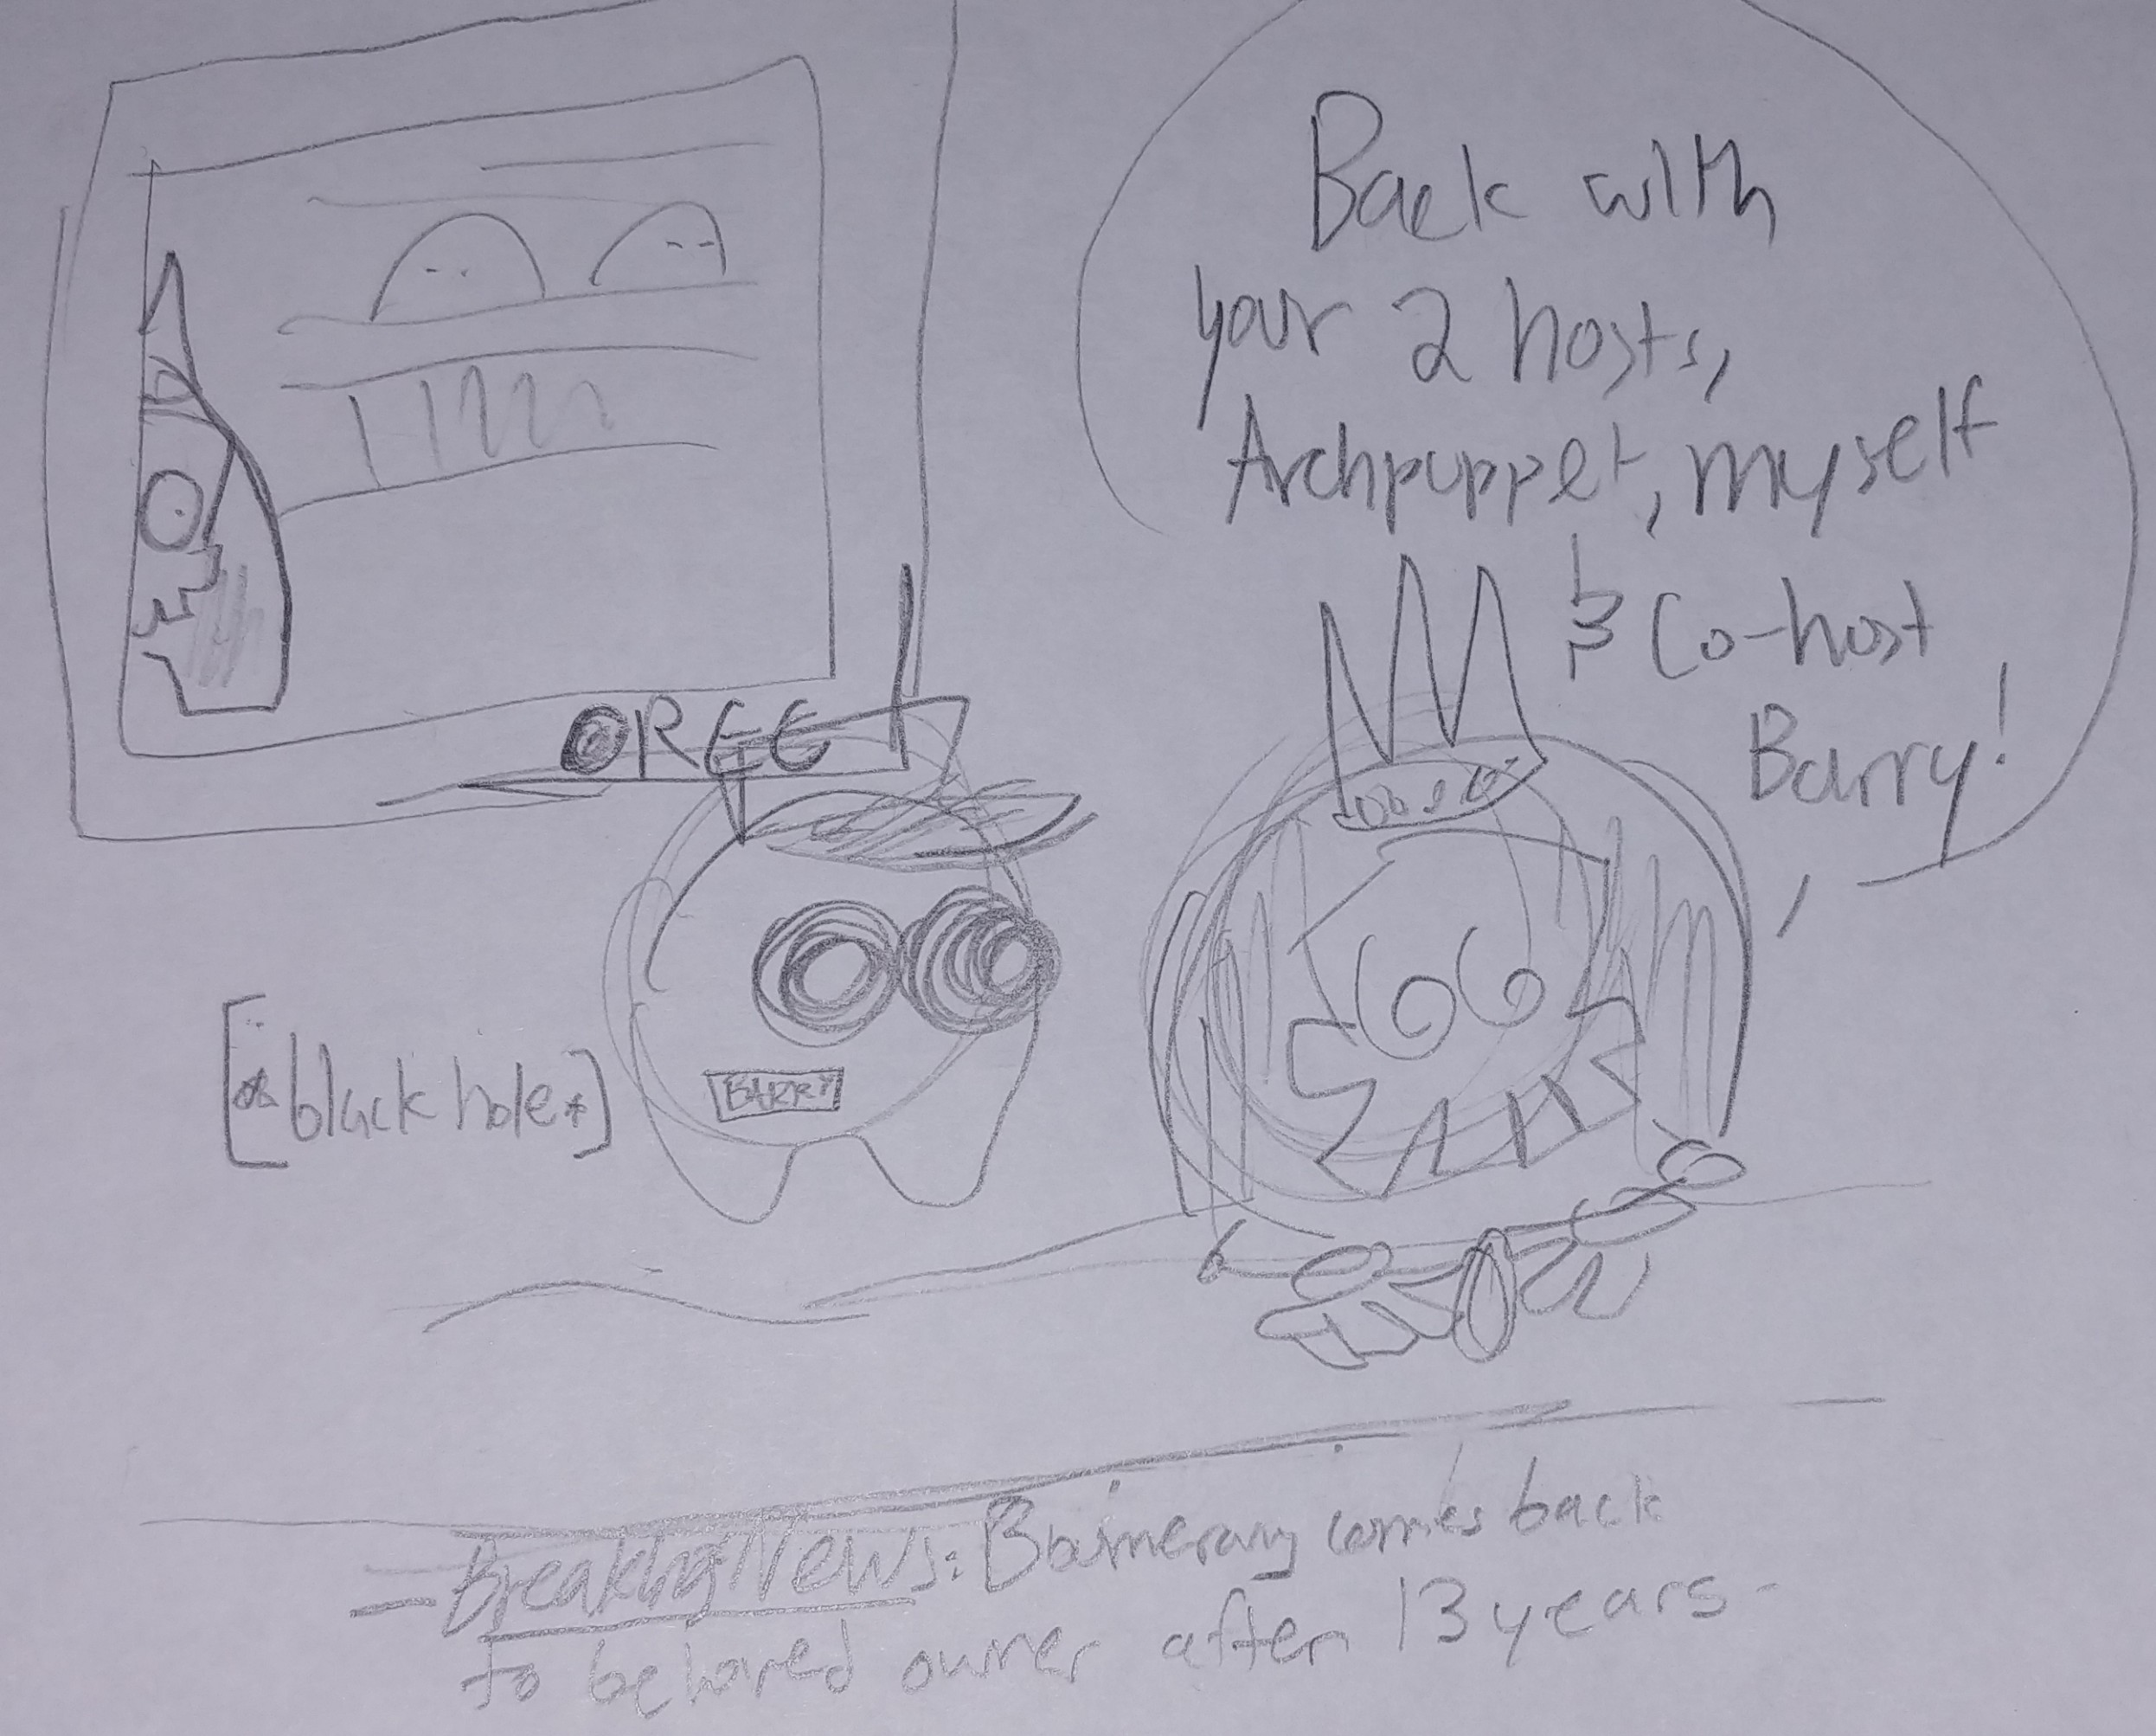 Back with
your 2 hosts,
Archpuppet, myself
& Co-host
Barry!
OREE
[*black hole*]
BARRY
- Breaking News: Boomerang comes back
to beloved owner after 13 years -